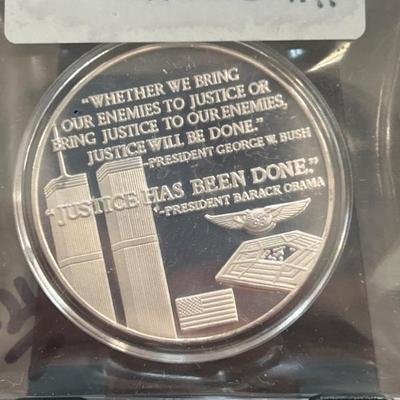 "WHETHER WE BRING
OUR ENEMIES TO JUSTICE OR
BRING JUSTICE TO OUR ENEMIES,
JUSTICE WILL BE DONE."
-PRESIDENT GEORGE W. BUSH
"JUSTICE HAS BEEN DONE."
-PRESIDENT BARACK OBAMA